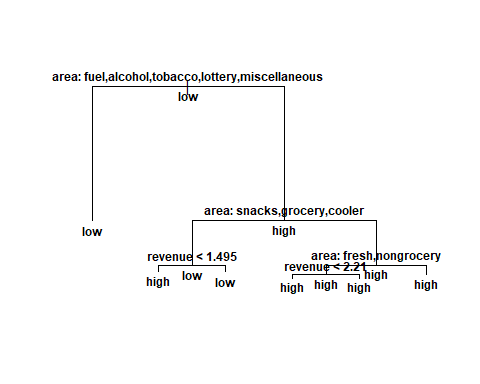 area: fuel,alcohol,tobacco,lottery,miscellaneous
low
area: snacks,grocery,cooler
low
high
revenue < 1.495
area: fresh,nongrocery
revenue < 2.21
high
low
low
high
high
high
high
high